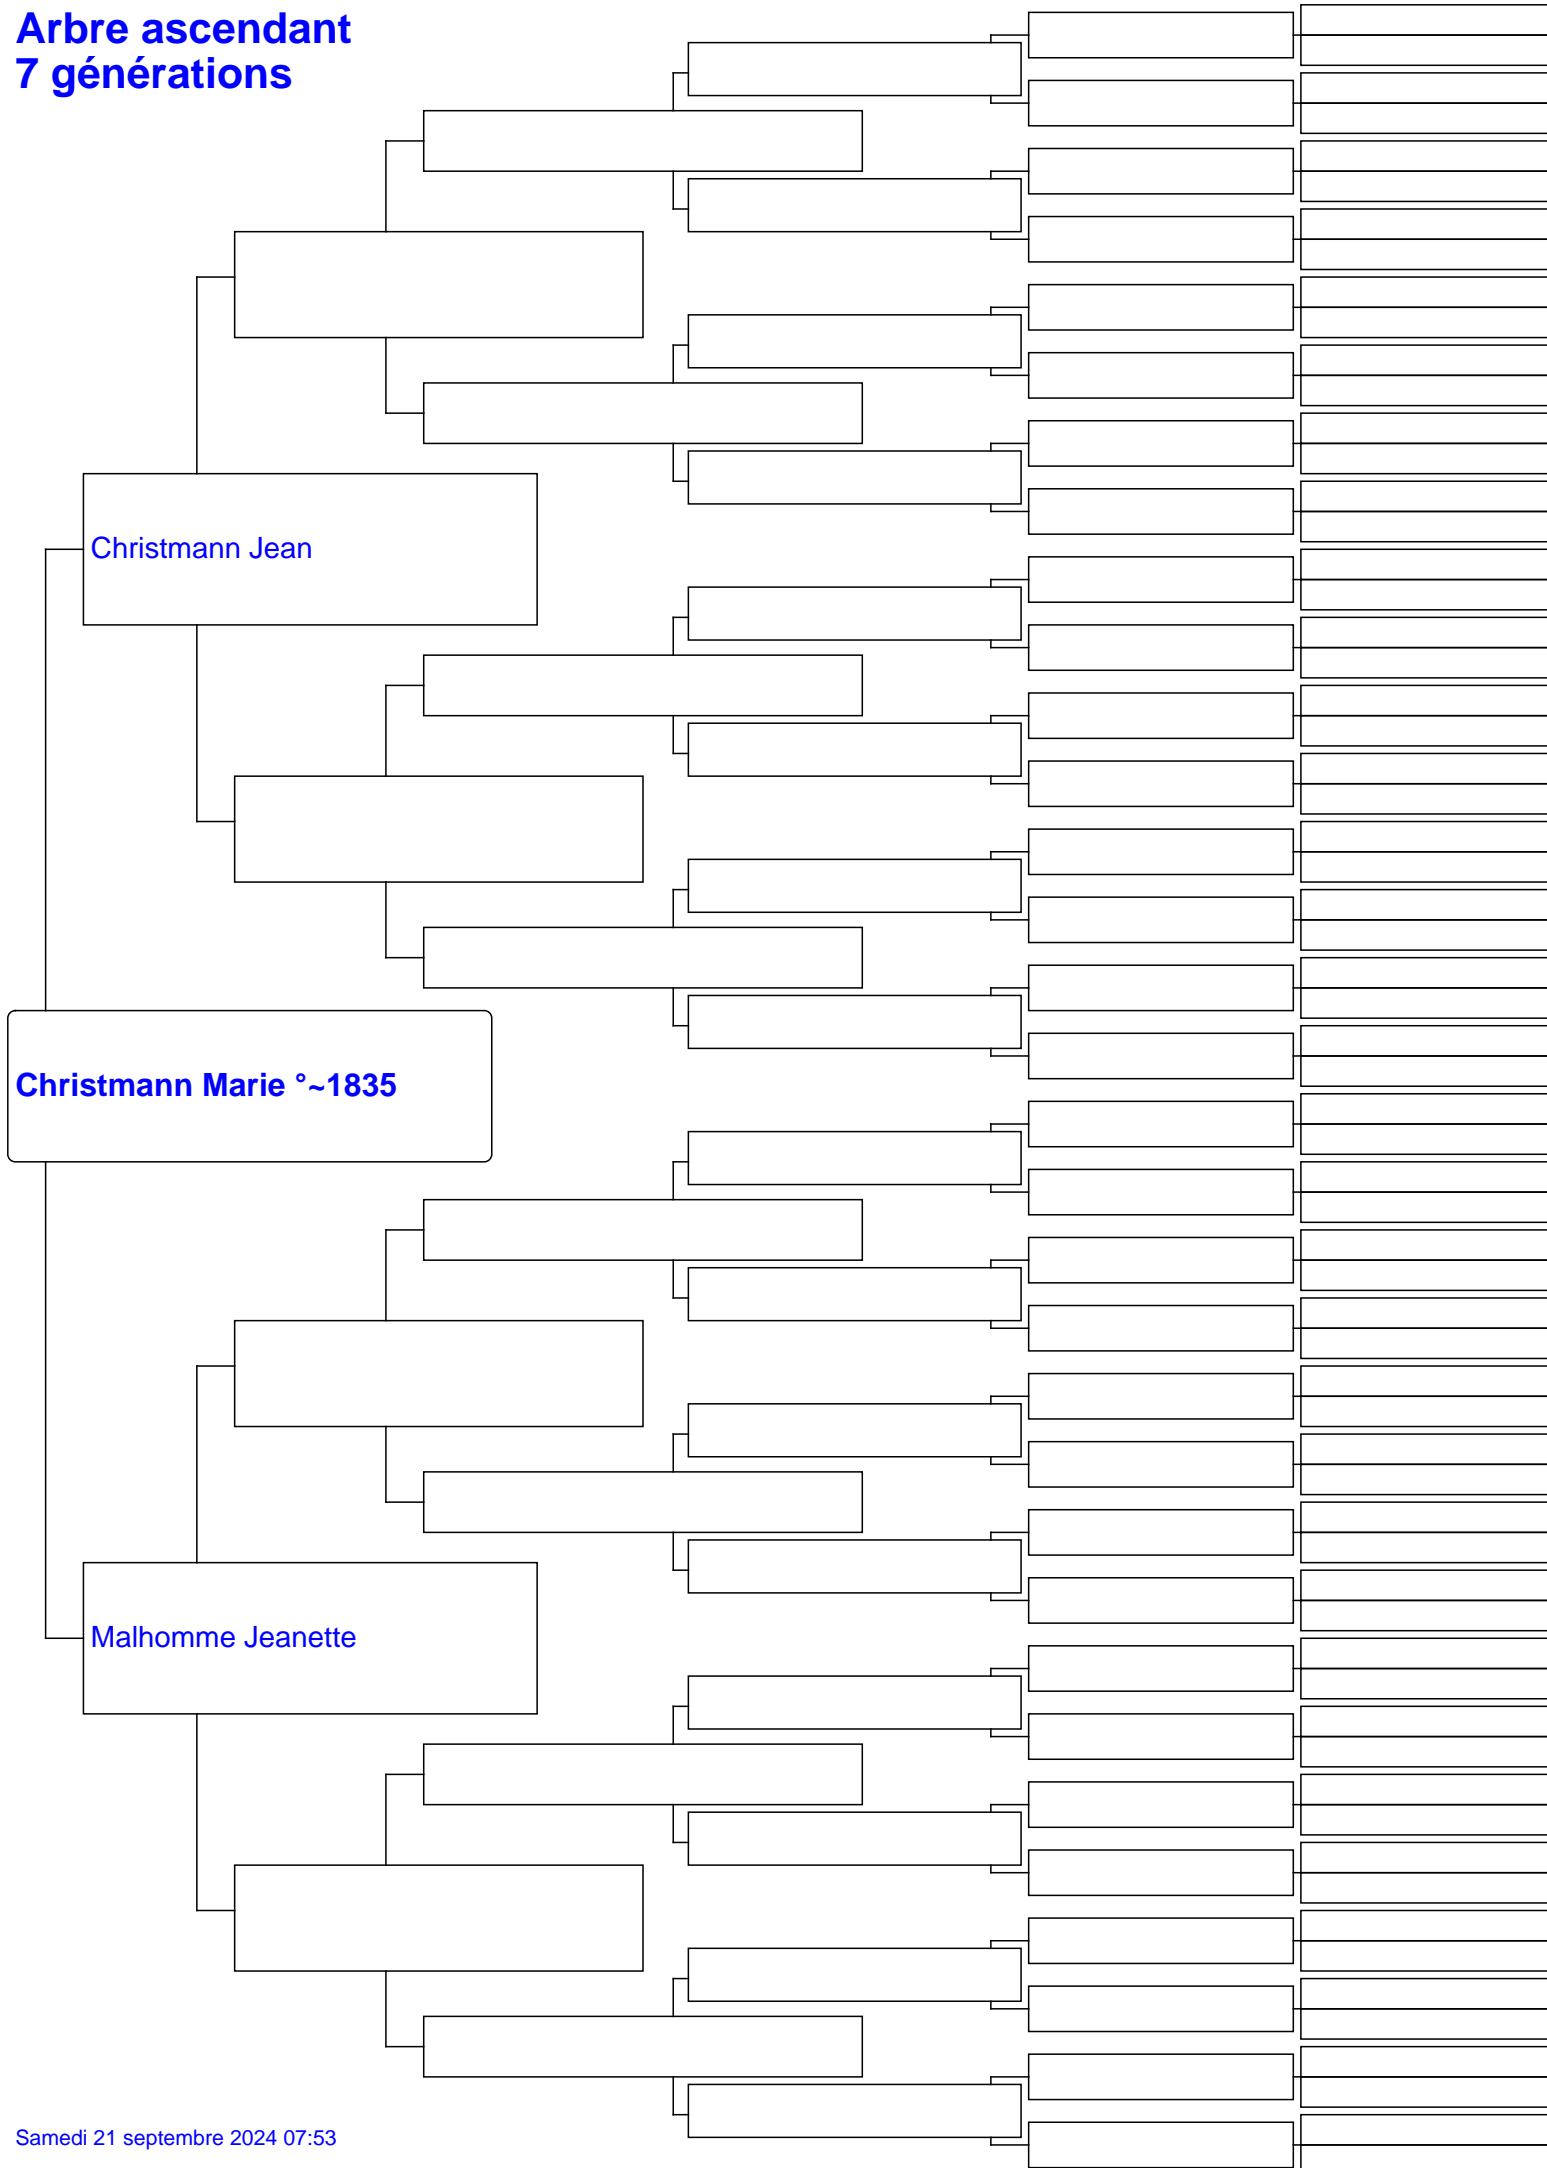 Arbre ascendant
7 générations
Christmann Jean
Christmann Marie °~1835
Malhomme Jeanette
Samedi 21 septembre 2024 07:53